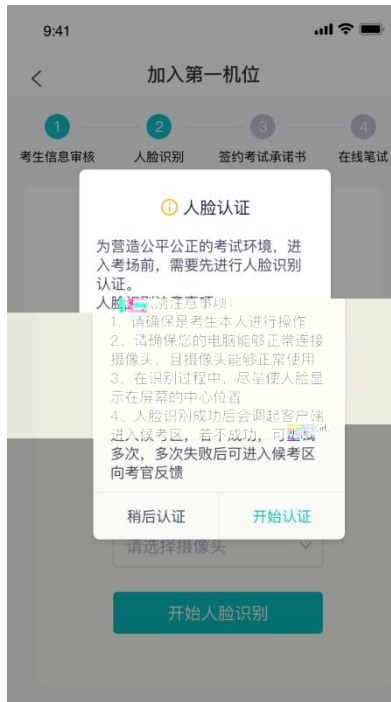 9:41
加入第一机位
1 2 3 4
考生信息审核 人脸识别 签约考试承诺书 在线笔试
人脸认证
为营造公平公正的考试环境，进
入考场前，需要先进行人脸识别
认证。
人脸识别注意事项：
1、请确保是考生本人进行操作
2、请确保您的电脑能够正常连接
摄像头，且摄像头能够正常使用
3、在识别过程中，尽量使人脸显
示在屏幕的中心位置
4、人脸识别成功后会调起客户端
进入候考区，若不成功，可
多次，多次失败后可进入候考区
向考官反馈
稍后认证 开始认证
请选择摄像头
开始人脸识别